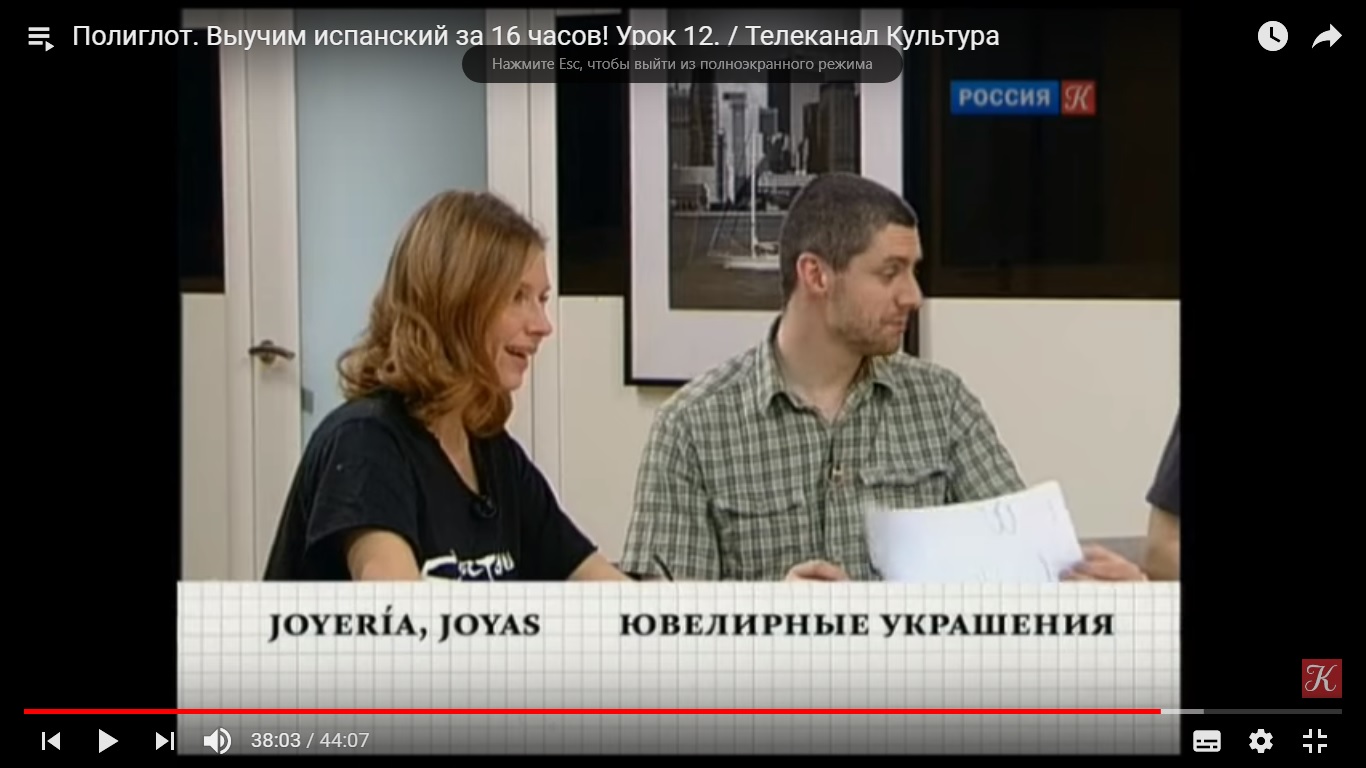 Полиглот. Выучим испанский за 16 часов! Урок 12. / Телеканал Культура
Нажмите Esc, чтобы выйти из полноэкранного режима
РОССИЯ К
JOYERÍA, JOYAS ЮВЕЛИРНЫЕ УКРАШЕНИЯ
К
38:03 / 44:07